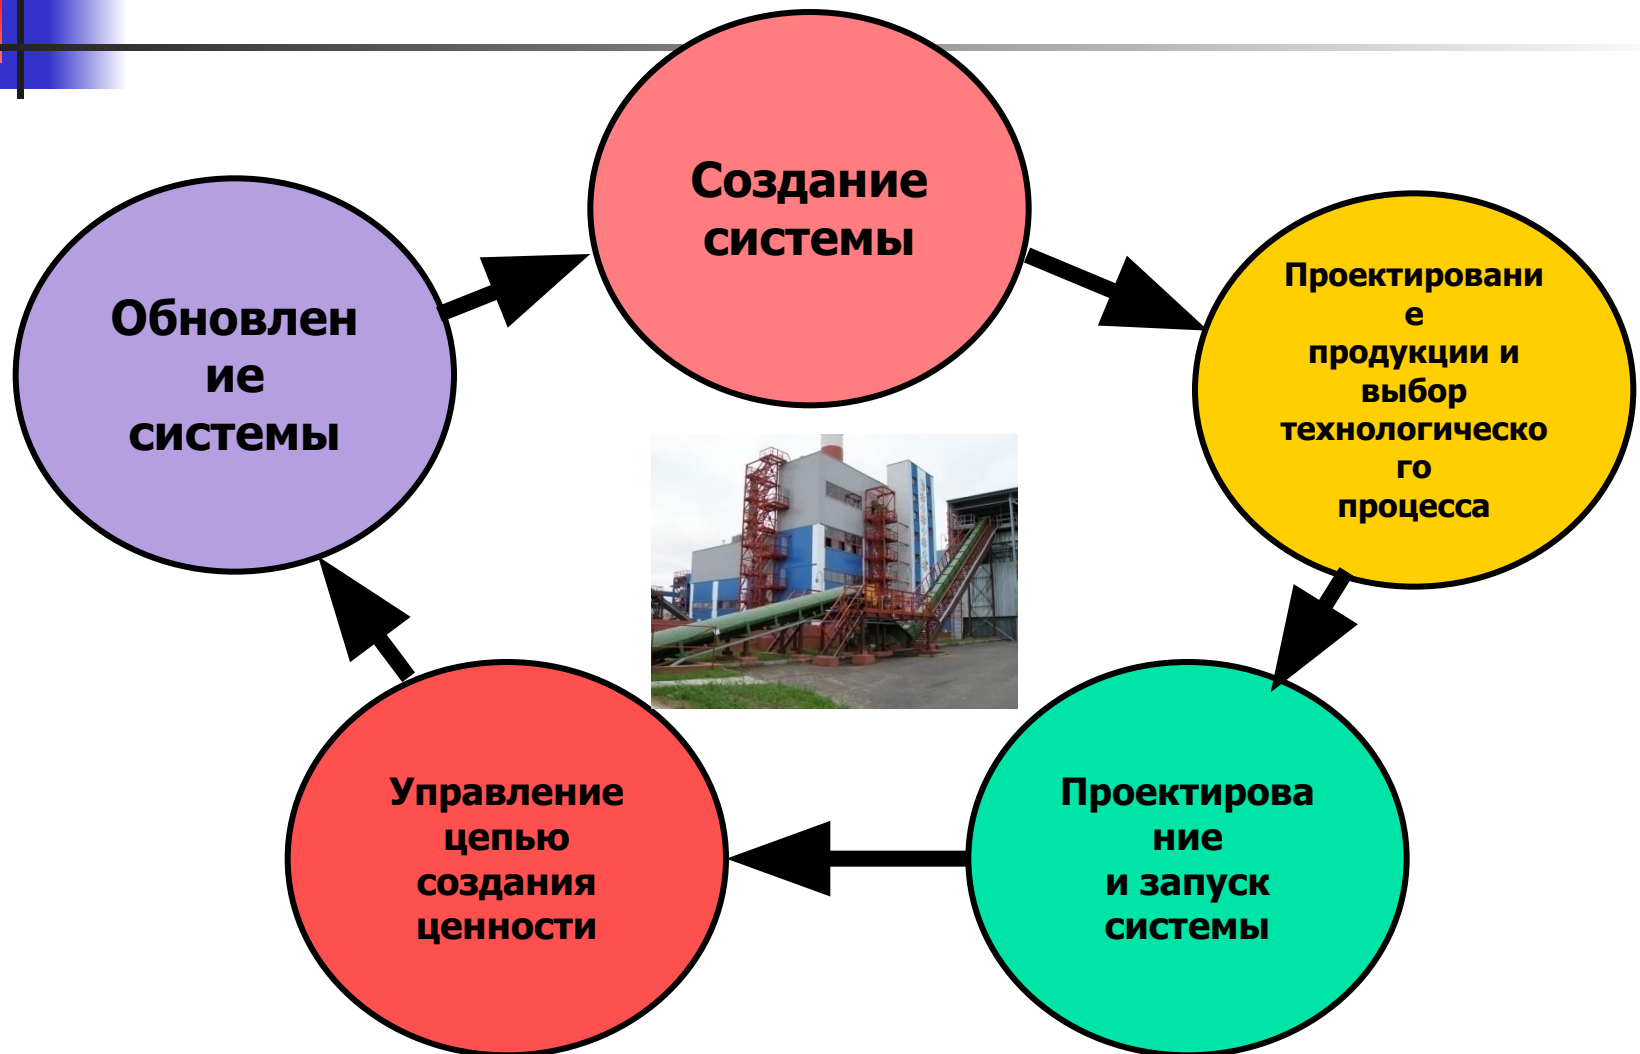 Создание
системы
Проектировани
е
продукции и
выбор
технологическо
го
процесса
Проектирова
ние
и запуск
системы
Управление
цепью
создания
ценности
Обновлен
ие
системы